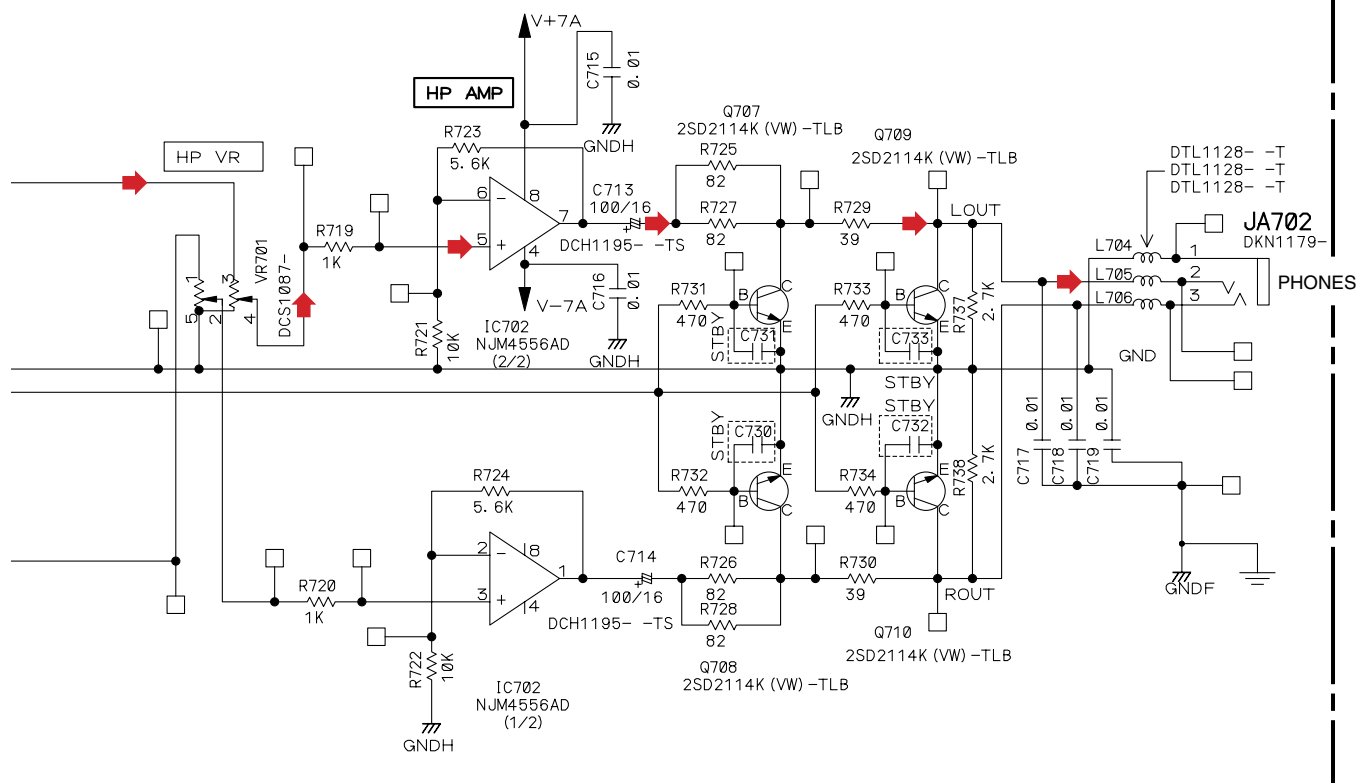 V+7A
C715
0.01
GNDH
HP AMP
HP VR
R723
5.6K
6
8
7
5
4
−
+
V-7A
C716
0.01
GNDH
IC702
NJM4556AD
(2/2)
R719
1K
1
3
5
2
4
VR701
DCS1087-
R721
10K
C713
100/16
+
DCH1195- -TS
Q707
2SD2114K(VW)-TLB
R725
82
R727
82
Q709
2SD2114K(VW)-TLB
R729
39
LOUT
R731
470
B
C
E
STBY
C731
R733
470
B
C
E
C733
STBY
R737
2.7K
GNDH
STBY
C730
STBY
C732
R732
470
B
E
C
R734
470
B
E
C
R738
2.7K
DTL1128- -T
DTL1128- -T
DTL1128- -T
JA702
DKN1179-
L704
1
L705
2
L706
3
PHONES
GND
C717
0.01
C718
0.01
C719
0.01
GNDF
R724
5.6K
2
8
1
3
4
−
+
R720
1K
R722
10K
GNDH
IC702
NJM4556AD
(1/2)
C714
+
100/16
DCH1195- -TS
R726
82
R728
82
Q708
2SD2114K(VW)-TLB
R730
39
ROUT
Q710
2SD2114K(VW)-TLB